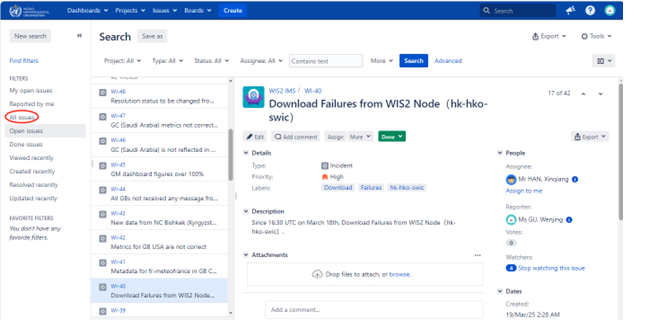 WORLD METEOROLOGICAL ORGANIZATION
Dashboards Projects Issues Boards Create
Search
New search
Find filters
FILTERS
My open issues
Reported by me
All issues
Open issues
Done issues
Viewed recently
Created recently
Resolved recently
Updated recently
FAVORITE FILTERS
You don't have any
favorite filters.
Search Save as
Export Tools
Project: All Type: All Status: All Assignee: All Contains text More Search Advanced
WI-48
Resolution status to be changed fro...
WI-47
GC (Saudi Arabia) metrics not correct...
WI-46
GC (Saudi Arabia) is not reflected in ...
WI-45
GM dashboard figures over 100%
WI-44
All GBs not received any message fro...
WI-43
New data from NC Bishkek (Kyrgyzst...
WI-42
Metrics for GB USA are not correct
WI-41
Metadata for fr-meteofrance in GB C...
WI-40
Download Failures from WIS2 Node...
WI-39
WIS2 IMS / WI-40
17 of 42
Download Failures from WIS2 Node（hk-hko-
swic）
Edit Add comment Assign More Done Export
Details
Type: Incident
Priority: High
Labels: Download Failures hk-hko-swic
Description
Since 16:30 UTC on March 18th, Download Failures from WIS2 Node（hk-
hko-swic）.
Attachments
Drop files to attach, or browse.
Add a comment...
People
Assignee:
Mr HAN, Xinqiang
Assign to me
Reporter:
Ms GU, Wenjing
Votes:
0
Watchers:
4 Stop watching this issue
Dates
Created:
19/Mar/25 2:28 AM